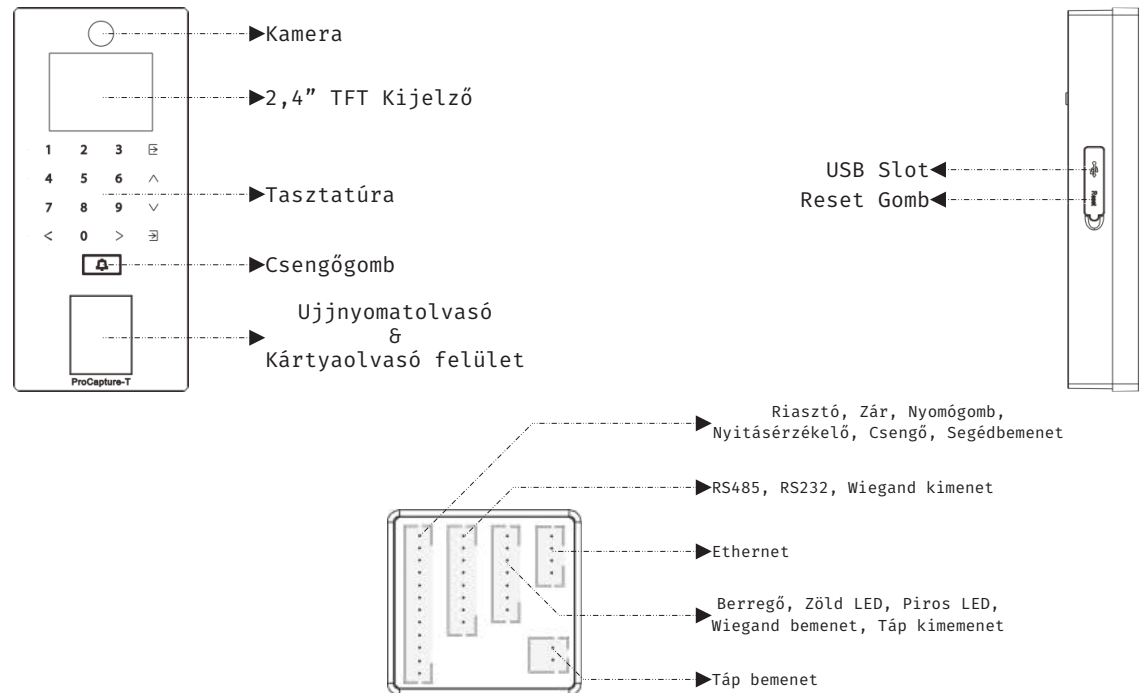 Kamera
2,4” TFT Kijelző
1 2 3
4 5 6
Tasztatúra
7 8 9
< 0 >
Csengőgomb
Ujjnyomatolvasó
&
Kártyaolvasó felület
ProCapture-T
USB Slot
Reset Gomb
Reset
Riasztó, Zár, Nyomógomb,
Nyitásérzékelő, Csengő, Segédbemenet
RS485, RS232, Wiegand kimenet
Ethernet
Berregő, Zöld LED, Piros LED,
Wiegand bemenet, Táp kimemenet
Táp bemenet